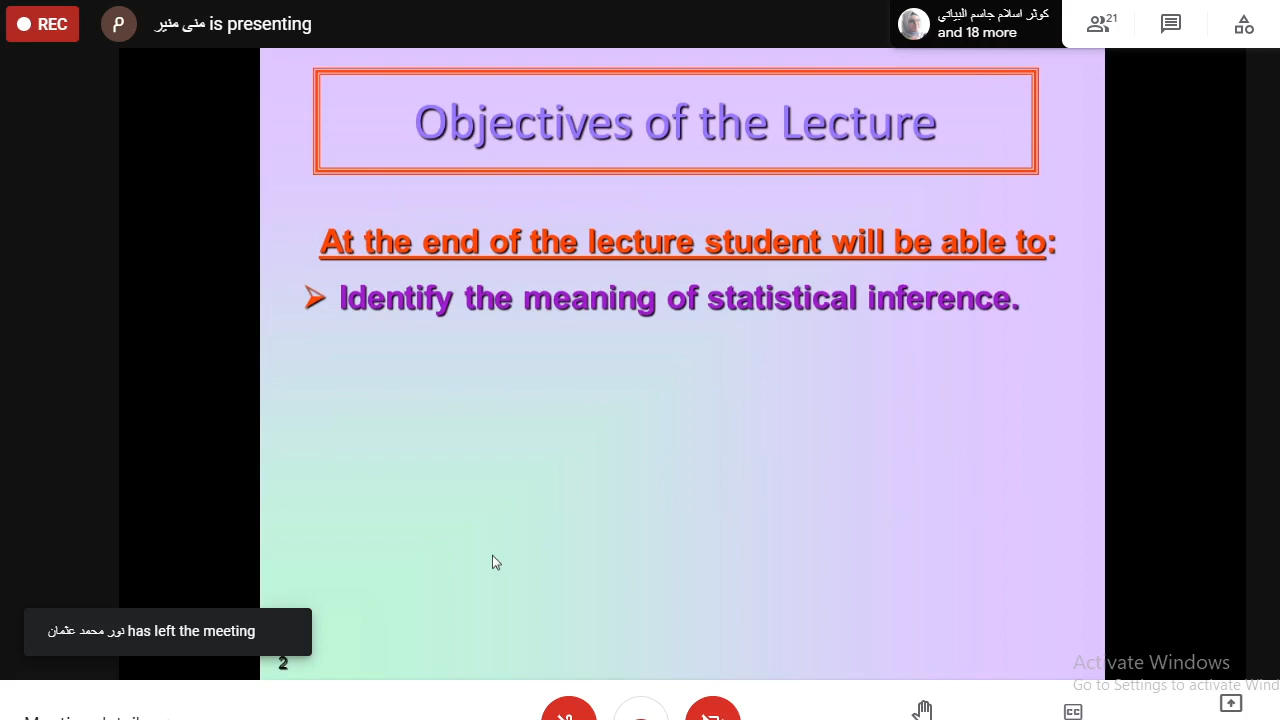 REC
م
منى منير is presenting
كوثر اسلام جاسم البياتي
and 18 more
21
Objectives of the Lecture
At the end of the lecture student will be able to:
➢ Identify the meaning of statistical inference.
نور محمد عثمان has left the meeting
2
Activate Windows
Go to Settings to activate Wind
CC